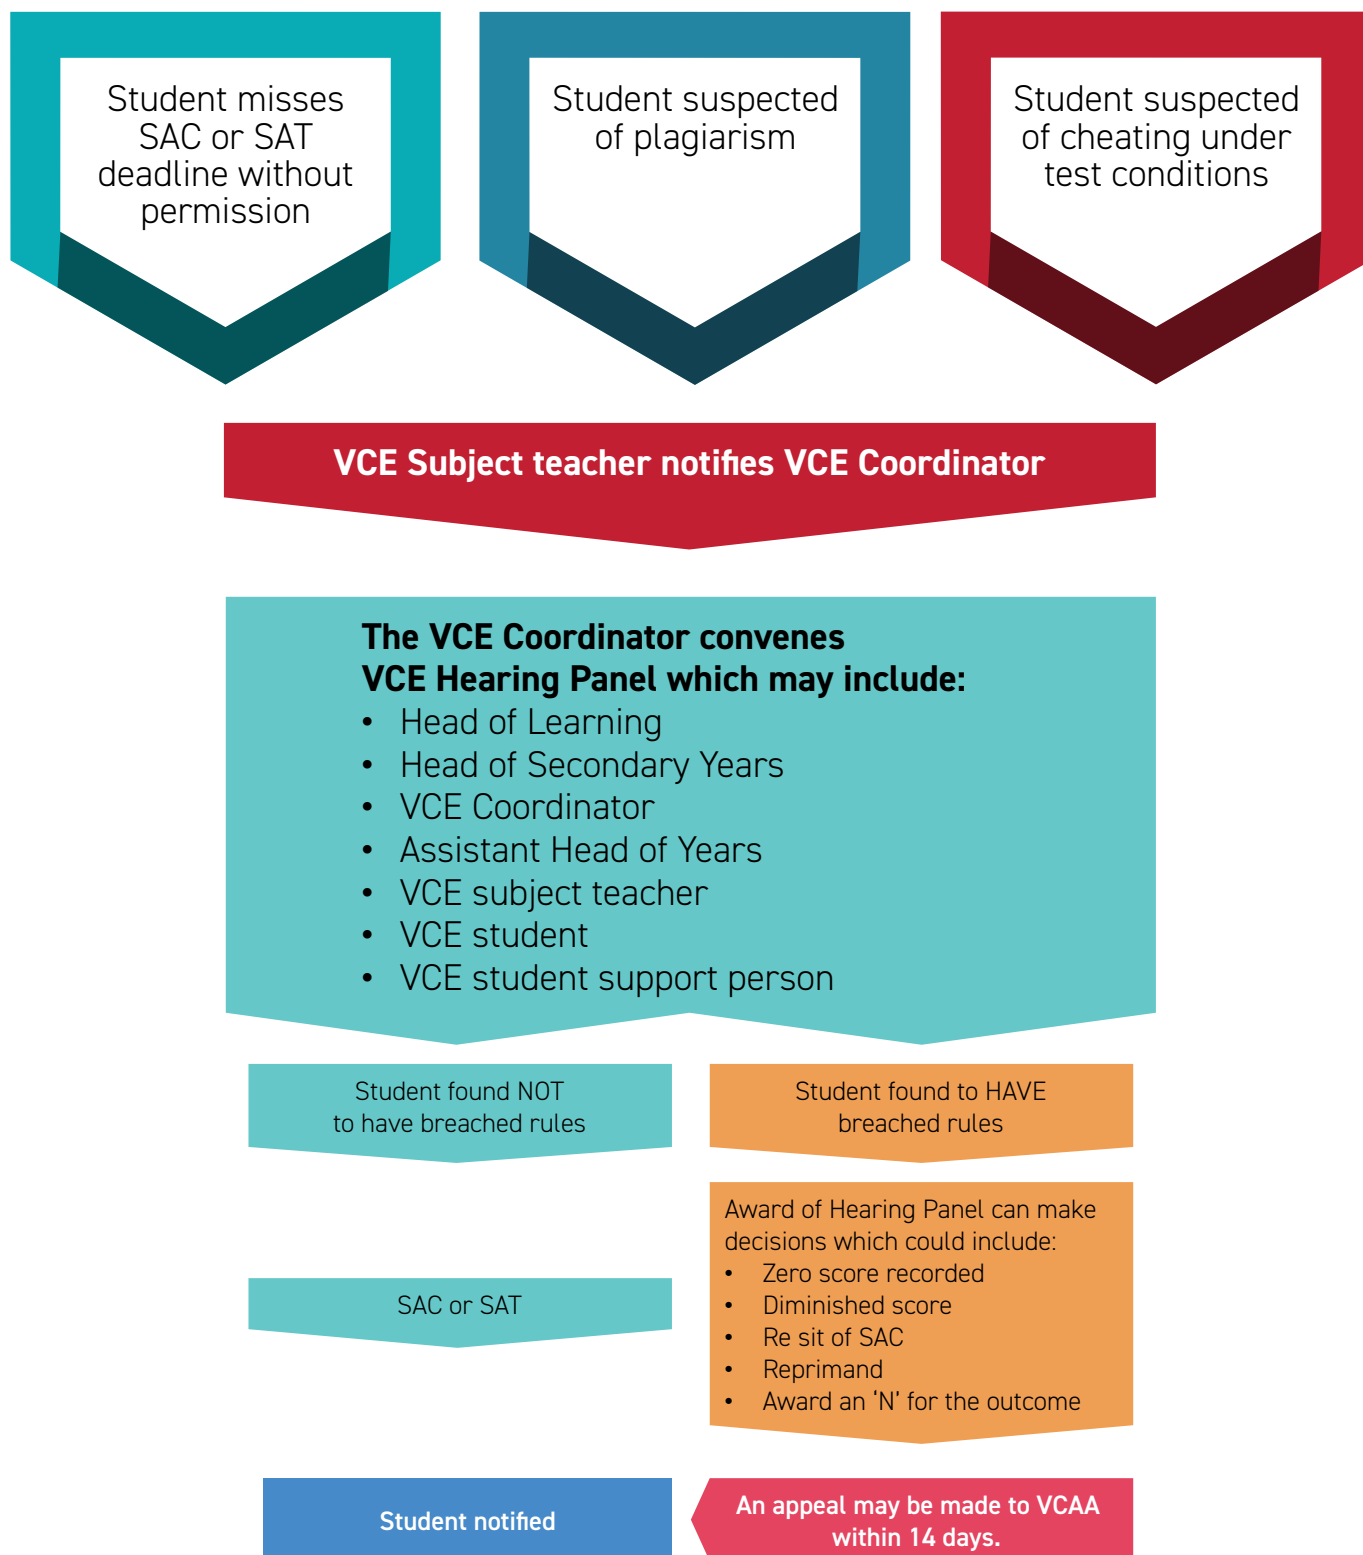 Student misses
SAC or SAT
deadline without
permission
Student suspected
of plagiarism
Student suspected
of cheating under
test conditions
VCE Subject teacher notifies VCE Coordinator
The VCE Coordinator convenes
VCE Hearing Panel which may include:
• Head of Learning
• Head of Secondary Years
• VCE Coordinator
• Assistant Head of Years
• VCE subject teacher
• VCE student
• VCE student support person
Student found NOT
to have breached rules
Student found to HAVE
breached rules
SAC or SAT
Award of Hearing Panel can make
decisions which could include:
• Zero score recorded
• Diminished score
• Re sit of SAC
• Reprimand
• Award an ‘N’ for the outcome
Student notified
An appeal may be made to VCAA
within 14 days.